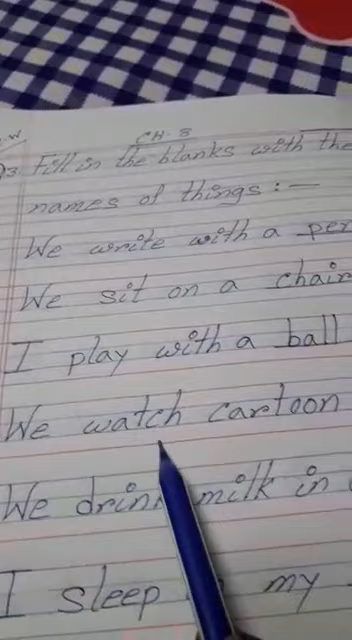 CH-3
Q3 Fill in the blanks with the
names of things:-
We write with a
We sit on a chair
I play with a ball
We watch cartoon
We drink milk in
I sleep my